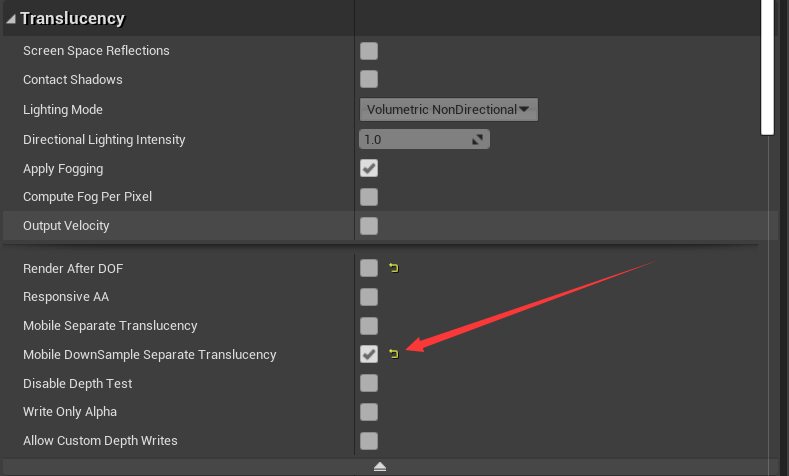 Translucency
Screen Space Reflections
Contact Shadows
Lighting Mode Volumetric NonDirectional
Directional Lighting Intensity 1.0
Apply Fogging
Compute Fog Per Pixel
Output Velocity
Render After DOF
Responsive AA
Mobile Separate Translucency
Mobile DownSample Separate Translucency
Disable Depth Test
Write Only Alpha
Allow Custom Depth Writes